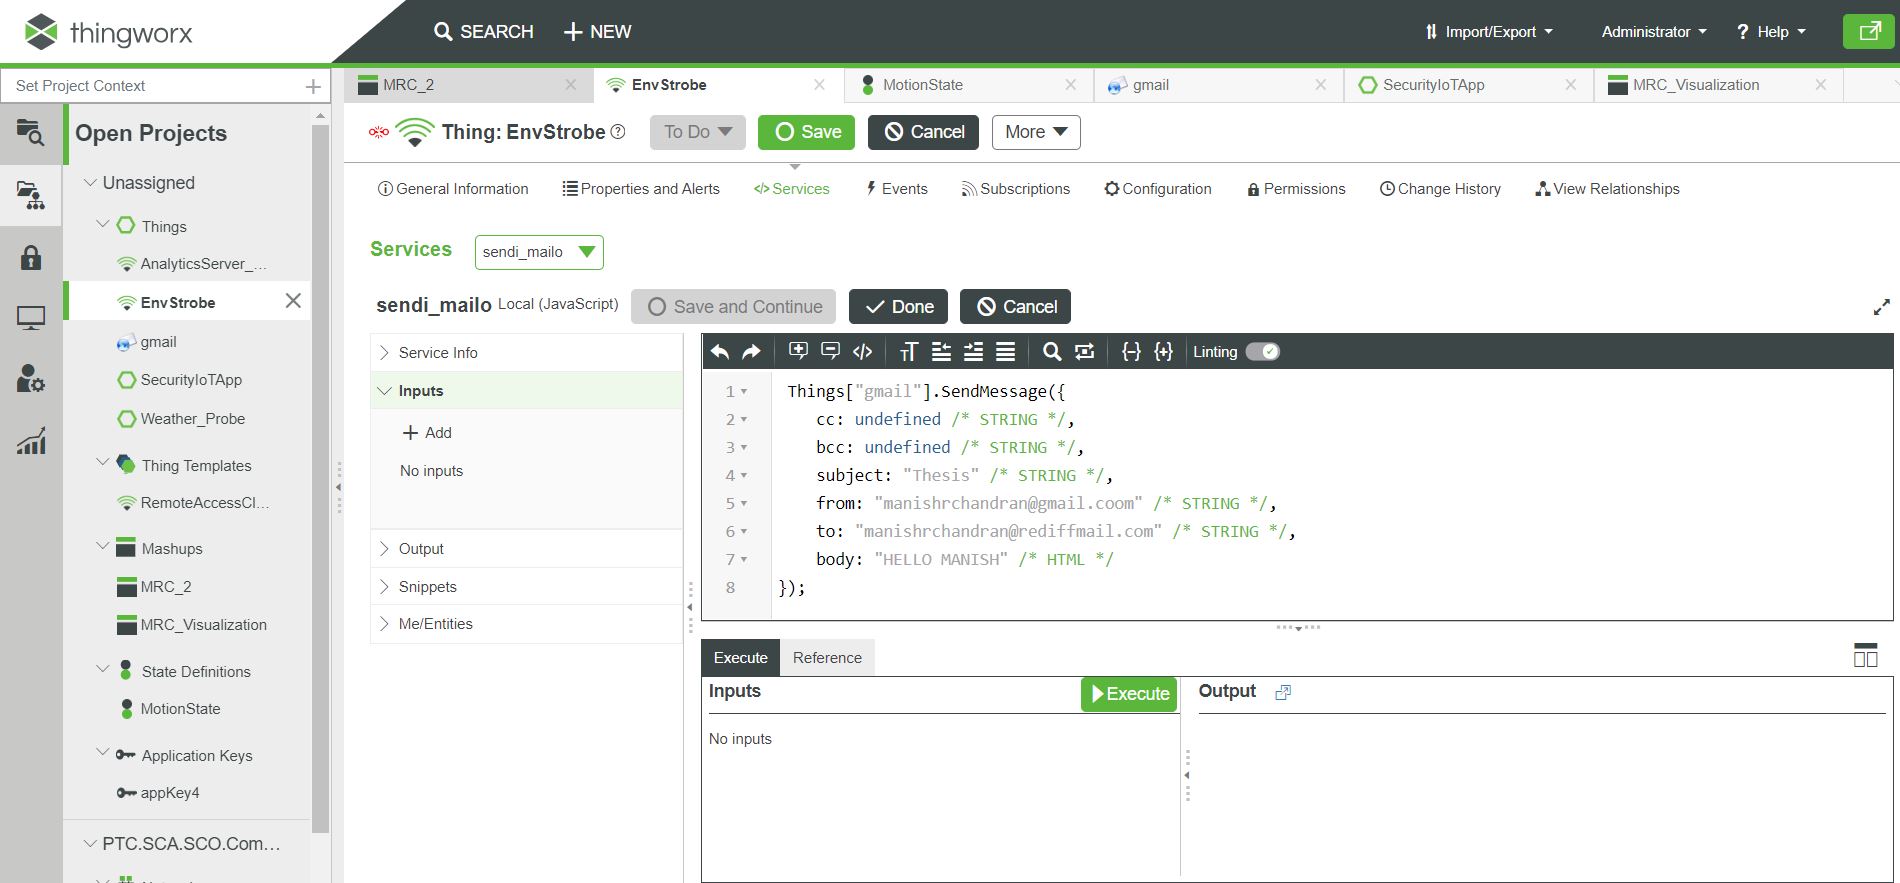 thingworx
SEARCH
NEW
Import/Export
Administrator
? Help
Set Project Context
MRC_2
EnvStrobe
MotionState
gmail
SecurityIoTApp
MRC_Visualization
Open Projects
Unassigned
Things
AnalyticsServer_...
EnvStrobe
gmail
SecurityIoTApp
Weather_Probe
Thing Templates
RemoteAccessCl...
Mashups
MRC_2
MRC_Visualization
State Definitions
MotionState
Application Keys
appKey4
PTC.SCA.SCO.Com...
Thing: EnvStrobe
To Do
Save
Cancel
More
General Information
Properties and Alerts
Services
Events
Subscriptions
Configuration
Permissions
Change History
View Relationships
Services
sendi_mailo
sendi_mailo Local (JavaScript)
Save and Continue
Done
Cancel
Service Info
Inputs
Add
No inputs
Output
Snippets
Me/Entities
Linting
1 Things["gmail"].SendMessage({
2 cc: undefined /* STRING */,
3 bcc: undefined /* STRING */,
4 subject: "Thesis" /* STRING */,
5 from: "manishrchandran@gmail.coom" /* STRING */,
6 to: "manishrchandran@rediffmail.com" /* STRING */,
7 body: "HELLO MANISH" /* HTML */
8 });
Execute
Reference
Inputs
Execute
Output
No inputs